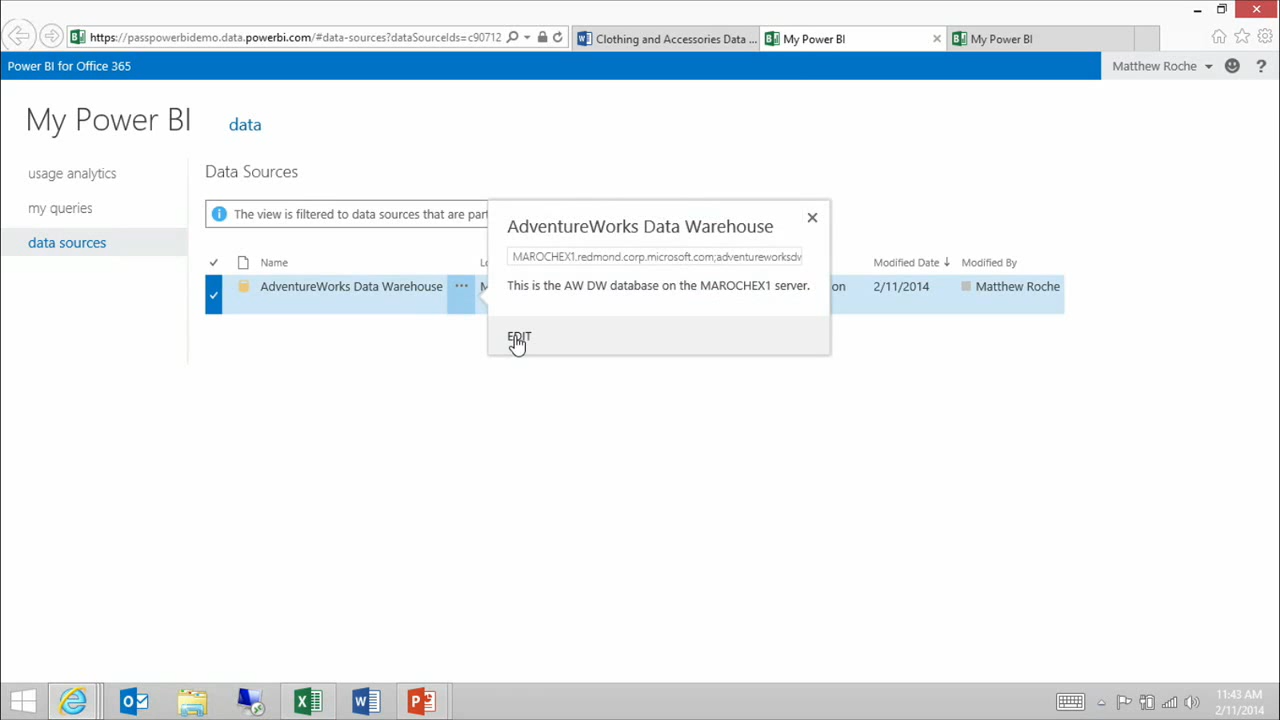 https://passpowerbidemo.data.powerbi.com/#data-sources?dataSourceIds=c90712
Clothing and Accessories Data ...
My Power BI
My Power BI
Power BI for Office 365
Matthew Roche
?
My Power BI
data
usage analytics
my queries
data sources
Data Sources
The view is filtered to data sources that are part
AdventureWorks Data Warehouse
MAROCHEX1.redmond.corp.microsoft.com;adventureworksdw
This is the AW DW database on the MAROCHEX1 server.
EDIT
Name
Modified Date
Modified By
AdventureWorks Data Warehouse
...
on
2/11/2014
Matthew Roche
11:43 AM
2/11/2014